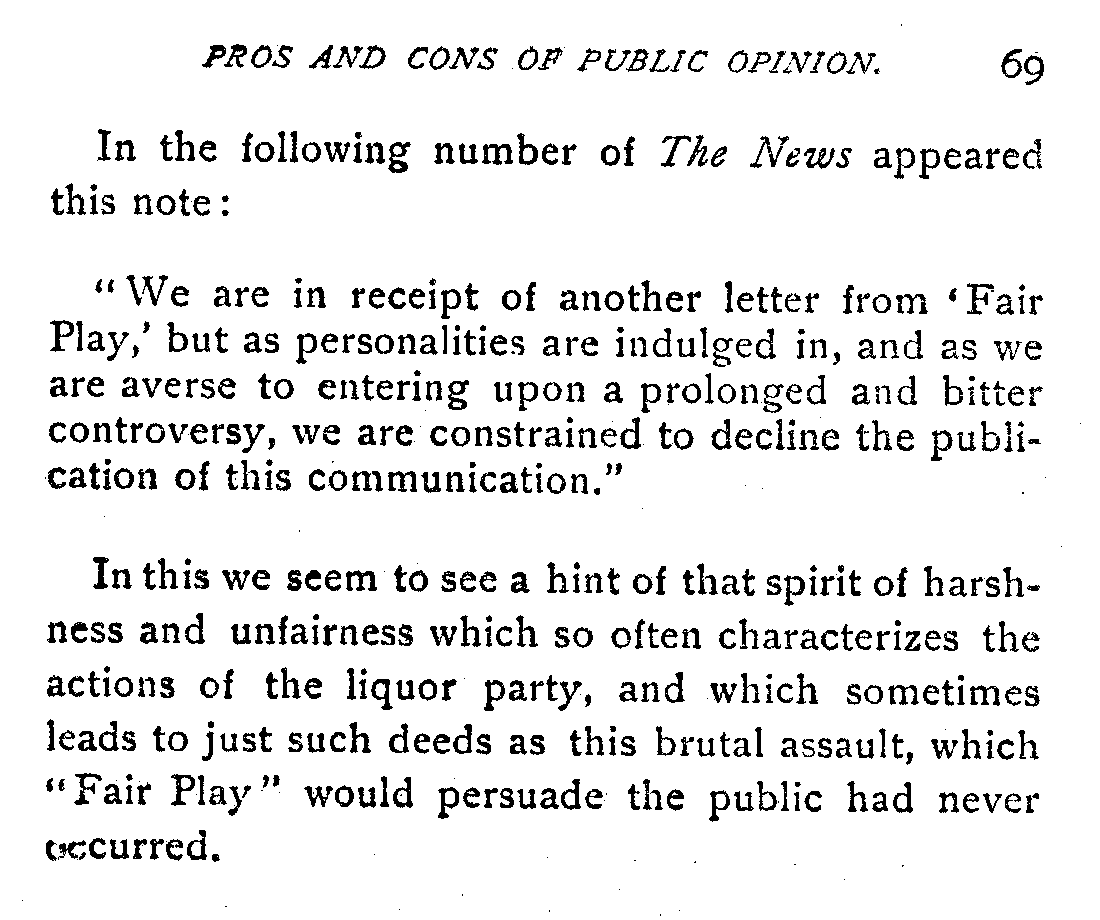 PROS AND CONS OF PUBLIC OPINION. 69
In the following number of The News appeared
this note:
"We are in receipt of another letter from 'Fair
Play,' but as personalities are indulged in, and as we
are averse to entering upon a prolonged and bitter
controversy, we are constrained to decline the publi-
cation of this communication."
In this we seem to see a hint of that spirit of harsh-
ness and unfairness which so often characterizes the
actions of the liquor party, and which sometimes
leads to just such deeds as this brutal assault, which
"Fair Play" would persuade the public had never
occurred.